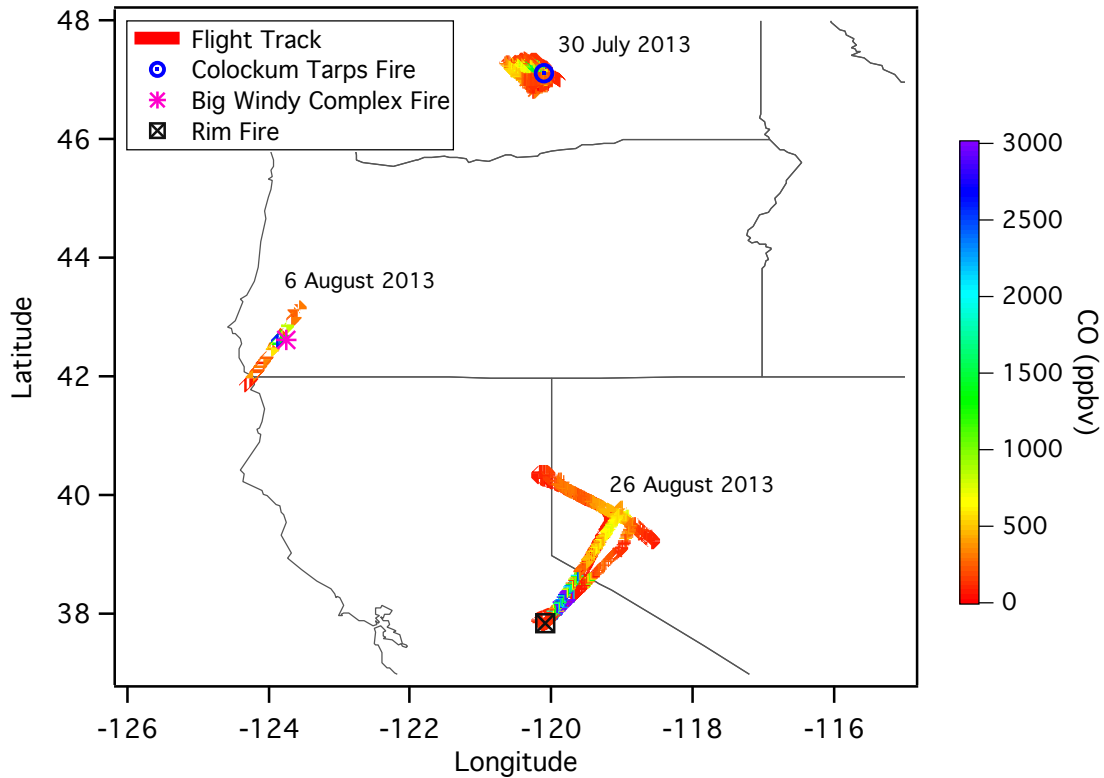 48
46
44
42
40
38
Latitude
Flight Track
Colockum Tarps Fire
Big Windy Complex Fire
Rim Fire
30 July 2013
6 August 2013
26 August 2013
3000
2500
2000
1500
1000
500
0
CO (ppbv)
-126
-124
-122
-120
-118
-116
Longitude